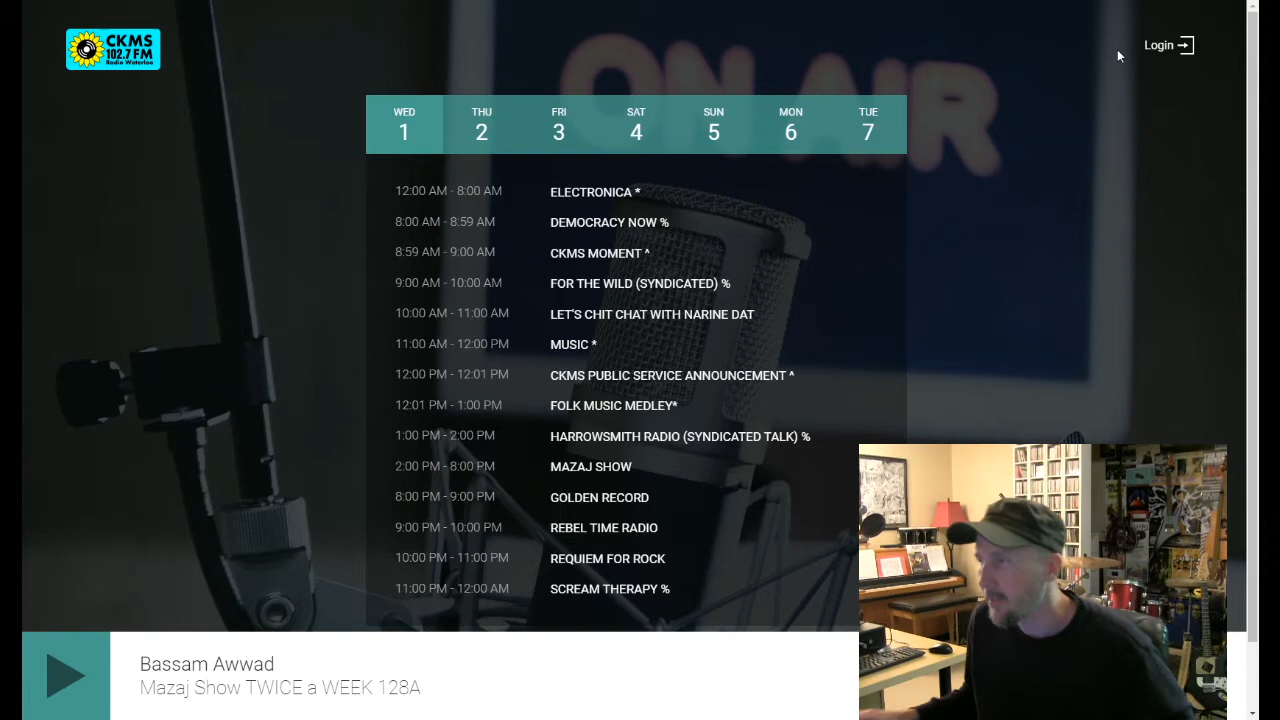 CKMS
102.7 FM
Radio Waterloo
Login
ON AIR
WED THU FRI SAT SUN MON TUE
1 2 3 4 5 6 7
12:00 AM - 8:00 AM ELECTRONICA *
8:00 AM - 8:59 AM DEMOCRACY NOW %
8:59 AM - 9:00 AM CKMS MOMENT ^
9:00 AM - 10:00 AM FOR THE WILD (SYNDICATED) %
10:00 AM - 11:00 AM LET'S CHIT CHAT WITH NARINE DAT
11:00 AM - 12:00 PM MUSIC *
12:00 PM - 12:01 PM CKMS PUBLIC SERVICE ANNOUNCEMENT ^
12:01 PM - 1:00 PM FOLK MUSIC MEDLEY*
1:00 PM - 2:00 PM HARROWSMITH RADIO (SYNDICATED TALK) %
2:00 PM - 8:00 PM MAZAJ SHOW
8:00 PM - 9:00 PM GOLDEN RECORD
9:00 PM - 10:00 PM REBEL TIME RADIO
10:00 PM - 11:00 PM REQUIEM FOR ROCK
11:00 PM - 12:00 AM SCREAM THERAPY %
Bassam Awwad
Mazaj Show TWICE a WEEK 128A